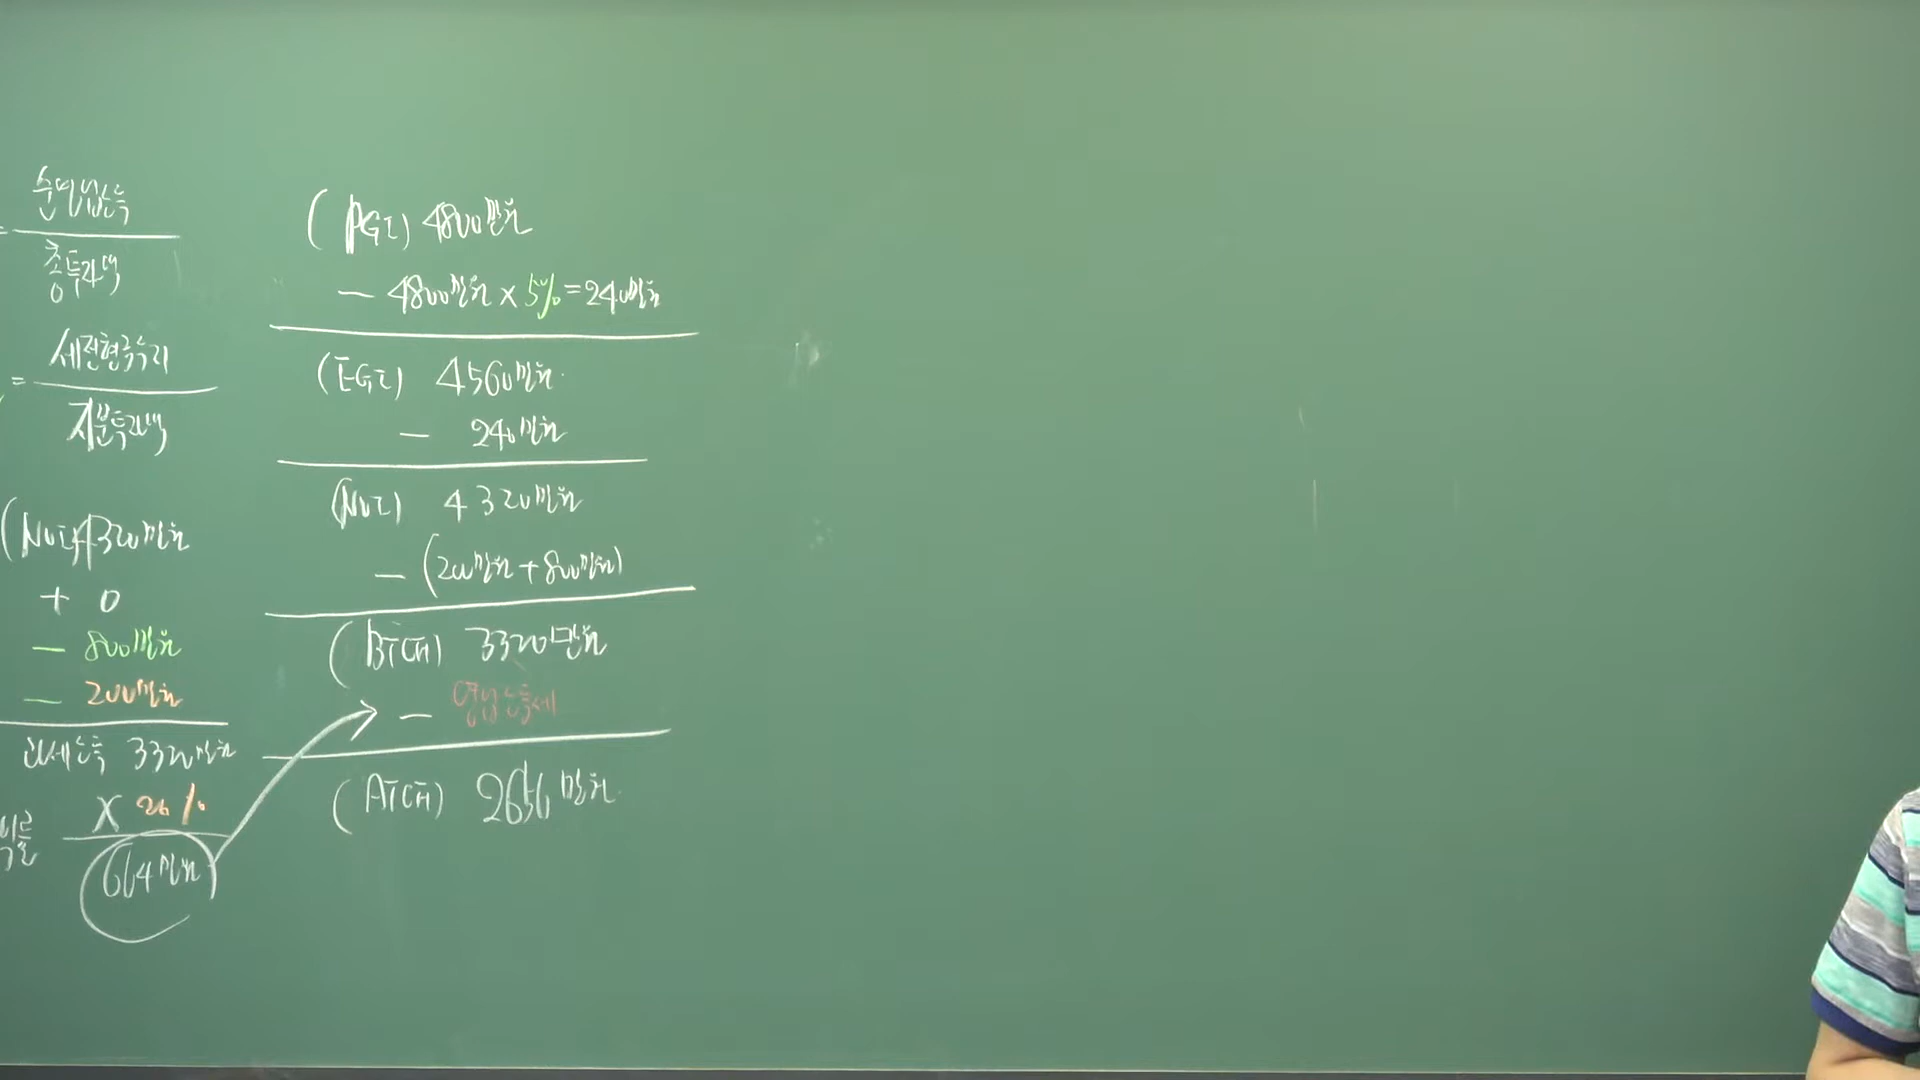 = 순영업소득
총투자액
= 세전현금수지
지분투자액
(NOI) 4320만원
+ 0
- 800만원
- 200만원
과세소득 3320만원
X 20%
664만원
(PGI) 4800만원
- 4800만원 x 5% = 240만원
(EGI) 4560만원
- 240만원
(NOI) 4320만원
- (200만원 + 800만원)
(BTCF) 3320만원
- 영업소득세
(ATCF) 2656만원